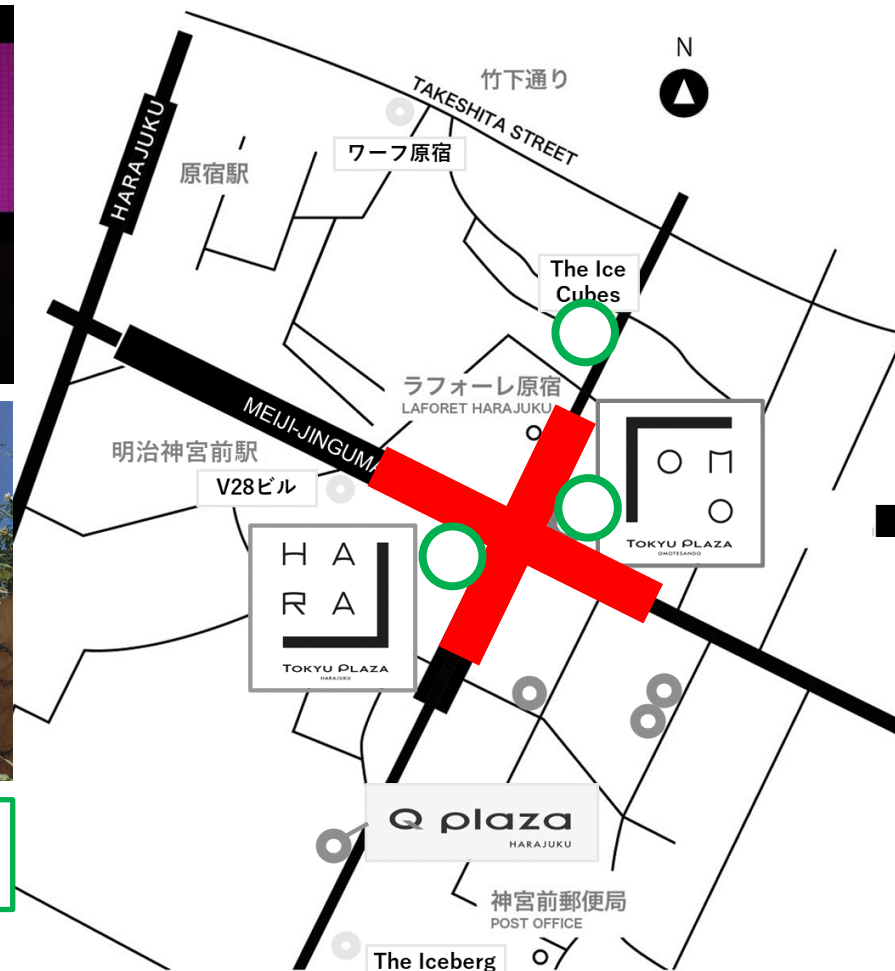 N
竹下通り
TAKESHITA STREET
ワーフ原宿
HARAJUKU
原宿駅
The Ice
Cubes
ラフォーレ原宿
LAFORET HARAJUKU
MEIJI-JINGUMA
明治神宮前駅
V28ビル
OMO
TOKYU PLAZA
OMOTESANDO
HARA
TOKYU PLAZA
HARAJUKU
Q plaza
HARAJUKU
神宮前郵便局
POST OFFICE
The Iceberg